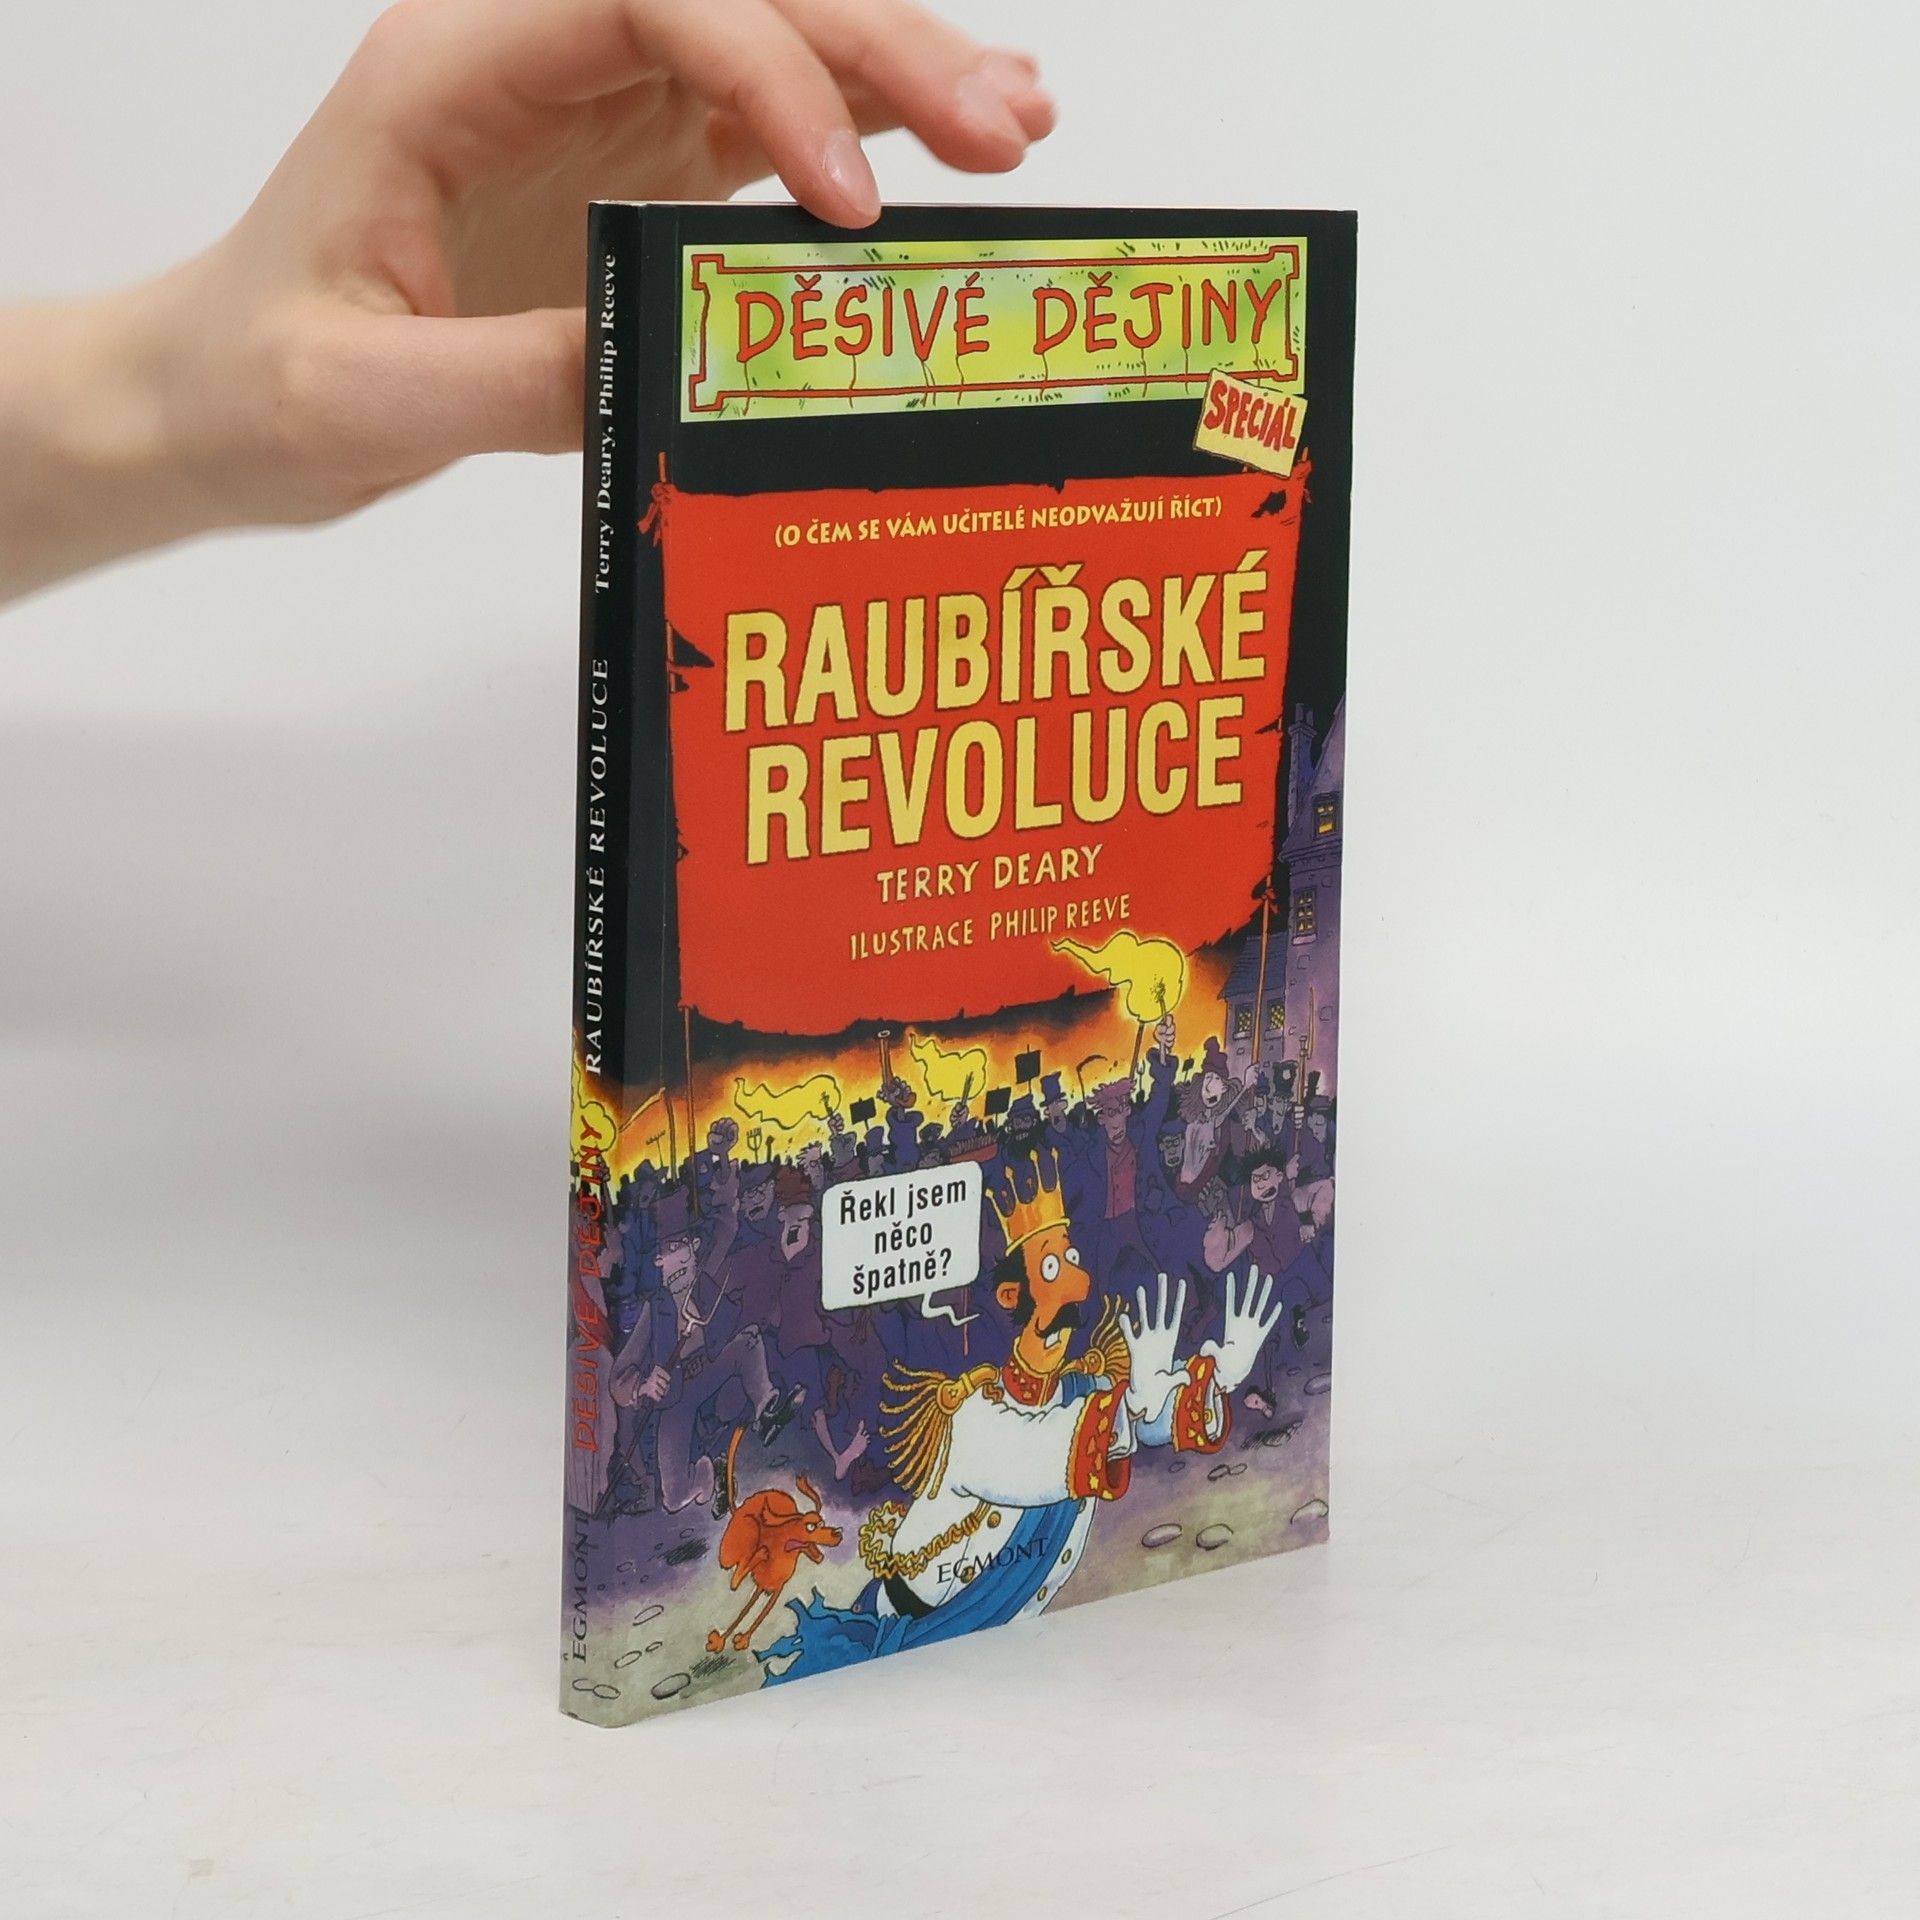 DĚSIVÉ DĚJINY
SPECIÁL
(O ČEM SE VÁM UČITELÉ NEODVAŽUJÍ ŘÍCT)
RAUBÍŘSKÉ
REVOLUCE
TERRY DEARY
ILUSTRACE PHILIP REEVE
Řekl jsem
něco
špatně?
EGMONT
EGMONT DĚSIVÉ DĚJINY RAUBÍŘSKÉ REVOLUCE Terry Deary, Philip Reeve